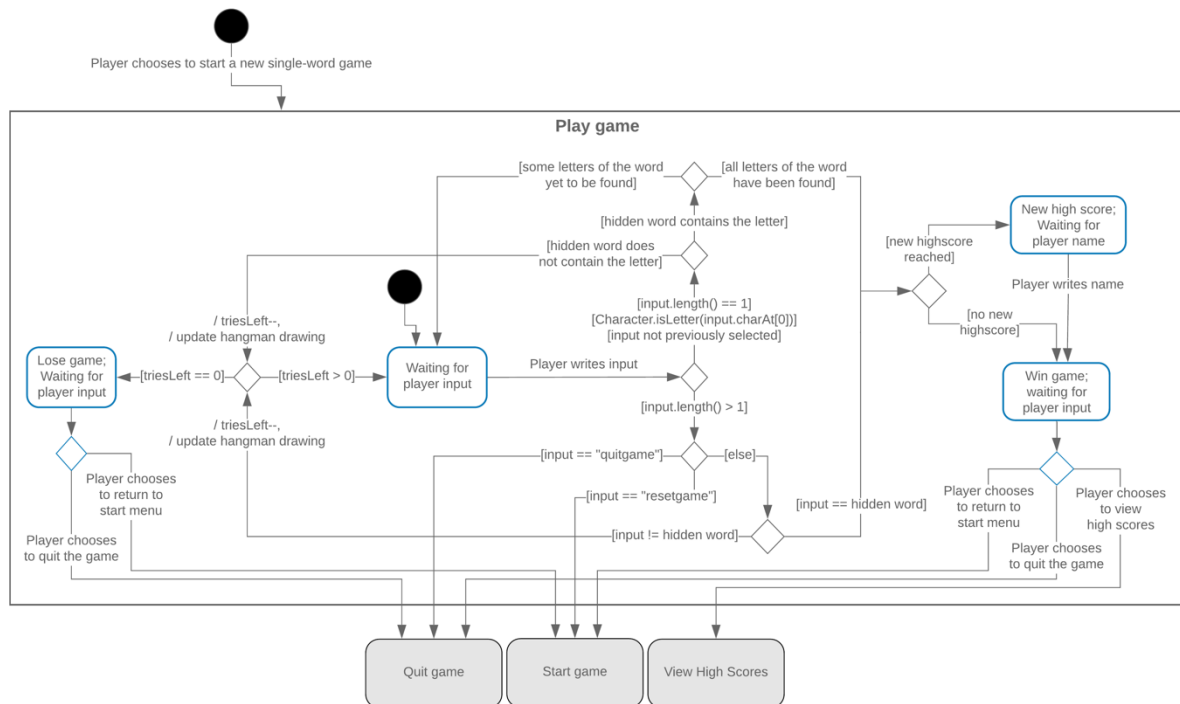 Player chooses to start a new single-word game
Play game
[some letters of the word
yet to be found]
[all letters of the word
have been found]
[hidden word contains the letter]
[hidden word does
not contain the letter]
New high score;
Waiting for
player name
[new highscore
reached]
Player writes name
[input.length() == 1]
[Character.isLetter(input.charAt[0])]
[input not previously selected]
[no new
highscore]
/ triesLeft--,
/ update hangman drawing
Lose game;
Waiting for
player input
[triesLeft == 0]
[triesLeft > 0]
Waiting for
player input
Player writes input
Win game;
waiting for
player input
[input.length() > 1]
/ triesLeft--,
/ update hangman drawing
[input == "quitgame"]
[else]
[input == "resetgame"]
[input == hidden word]
[input != hidden word]
Player chooses
to return to
start menu
Player chooses
to quit the game
Player chooses
to return to
start menu
Player chooses
to view
high scores
Player chooses
to quit the game
Quit game
Start game
View High Scores